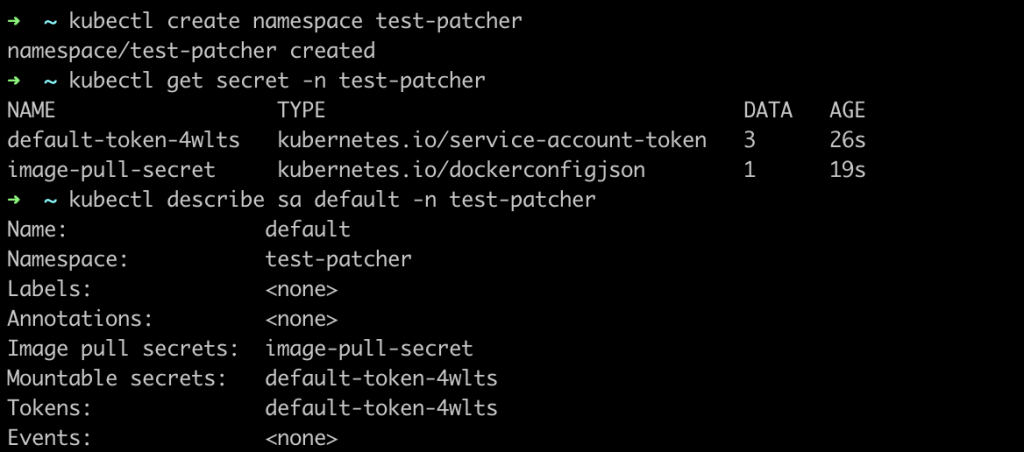 ➜  ~ kubectl create namespace test-patcher
namespace/test-patcher created
➜  ~ kubectl get secret -n test-patcher
NAME                  TYPE                                  DATA   AGE
default-token-4wlts   kubernetes.io/service-account-token   3      26s
image-pull-secret     kubernetes.io/dockerconfigjson        1      19s
➜  ~ kubectl describe sa default -n test-patcher
Name:                default
Namespace:           test-patcher
Labels:              <none>
Annotations:         <none>
Image pull secrets:  image-pull-secret
Mountable secrets:   default-token-4wlts
Tokens:              default-token-4wlts
Events:              <none>